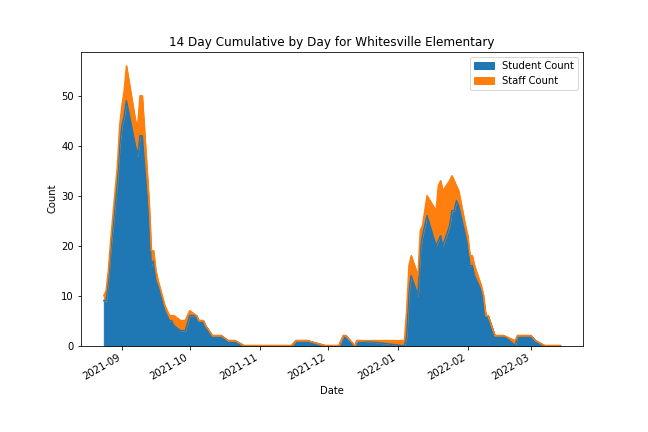 14 Day Cumulative by Day for Whitesville Elementary
Student Count
Staff Count
Count
50
40
30
20
10
0
2021-09
2021-10
2021-11
2021-12
2022-01
2022-02
2022-03
Date